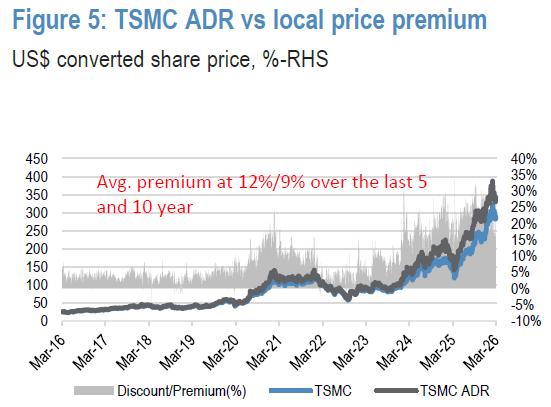 Figure 5: TSMC ADR vs local price premium
US$ converted share price, %-RHS
450
400
350
300
250
200
150
100
50
0
Avg. premium at 12%/9% over the last 5
and 10 year
40%
35%
30%
25%
20%
15%
10%
5%
0%
-5%
-10%
Mar-16
Mar-17
Mar-18
Mar-19
Mar-20
Mar-21
Mar-22
Mar-23
Mar-24
Mar-25
Mar-26
Discount/Premium(%)
TSMC
TSMC ADR